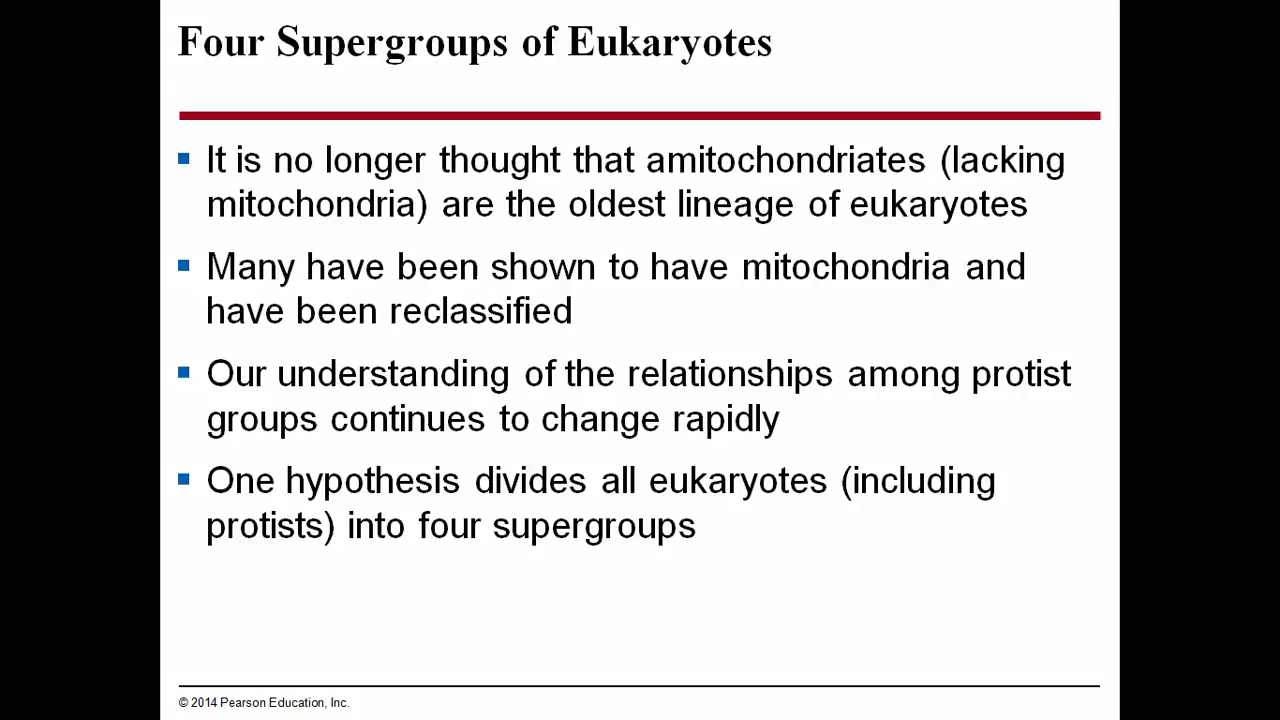 Four Supergroups of Eukaryotes
▪ It is no longer thought that amitochondriates (lacking
mitochondria) are the oldest lineage of eukaryotes
▪ Many have been shown to have mitochondria and
have been reclassified
▪ Our understanding of the relationships among protist
groups continues to change rapidly
▪ One hypothesis divides all eukaryotes (including
protists) into four supergroups
© 2014 Pearson Education, Inc.